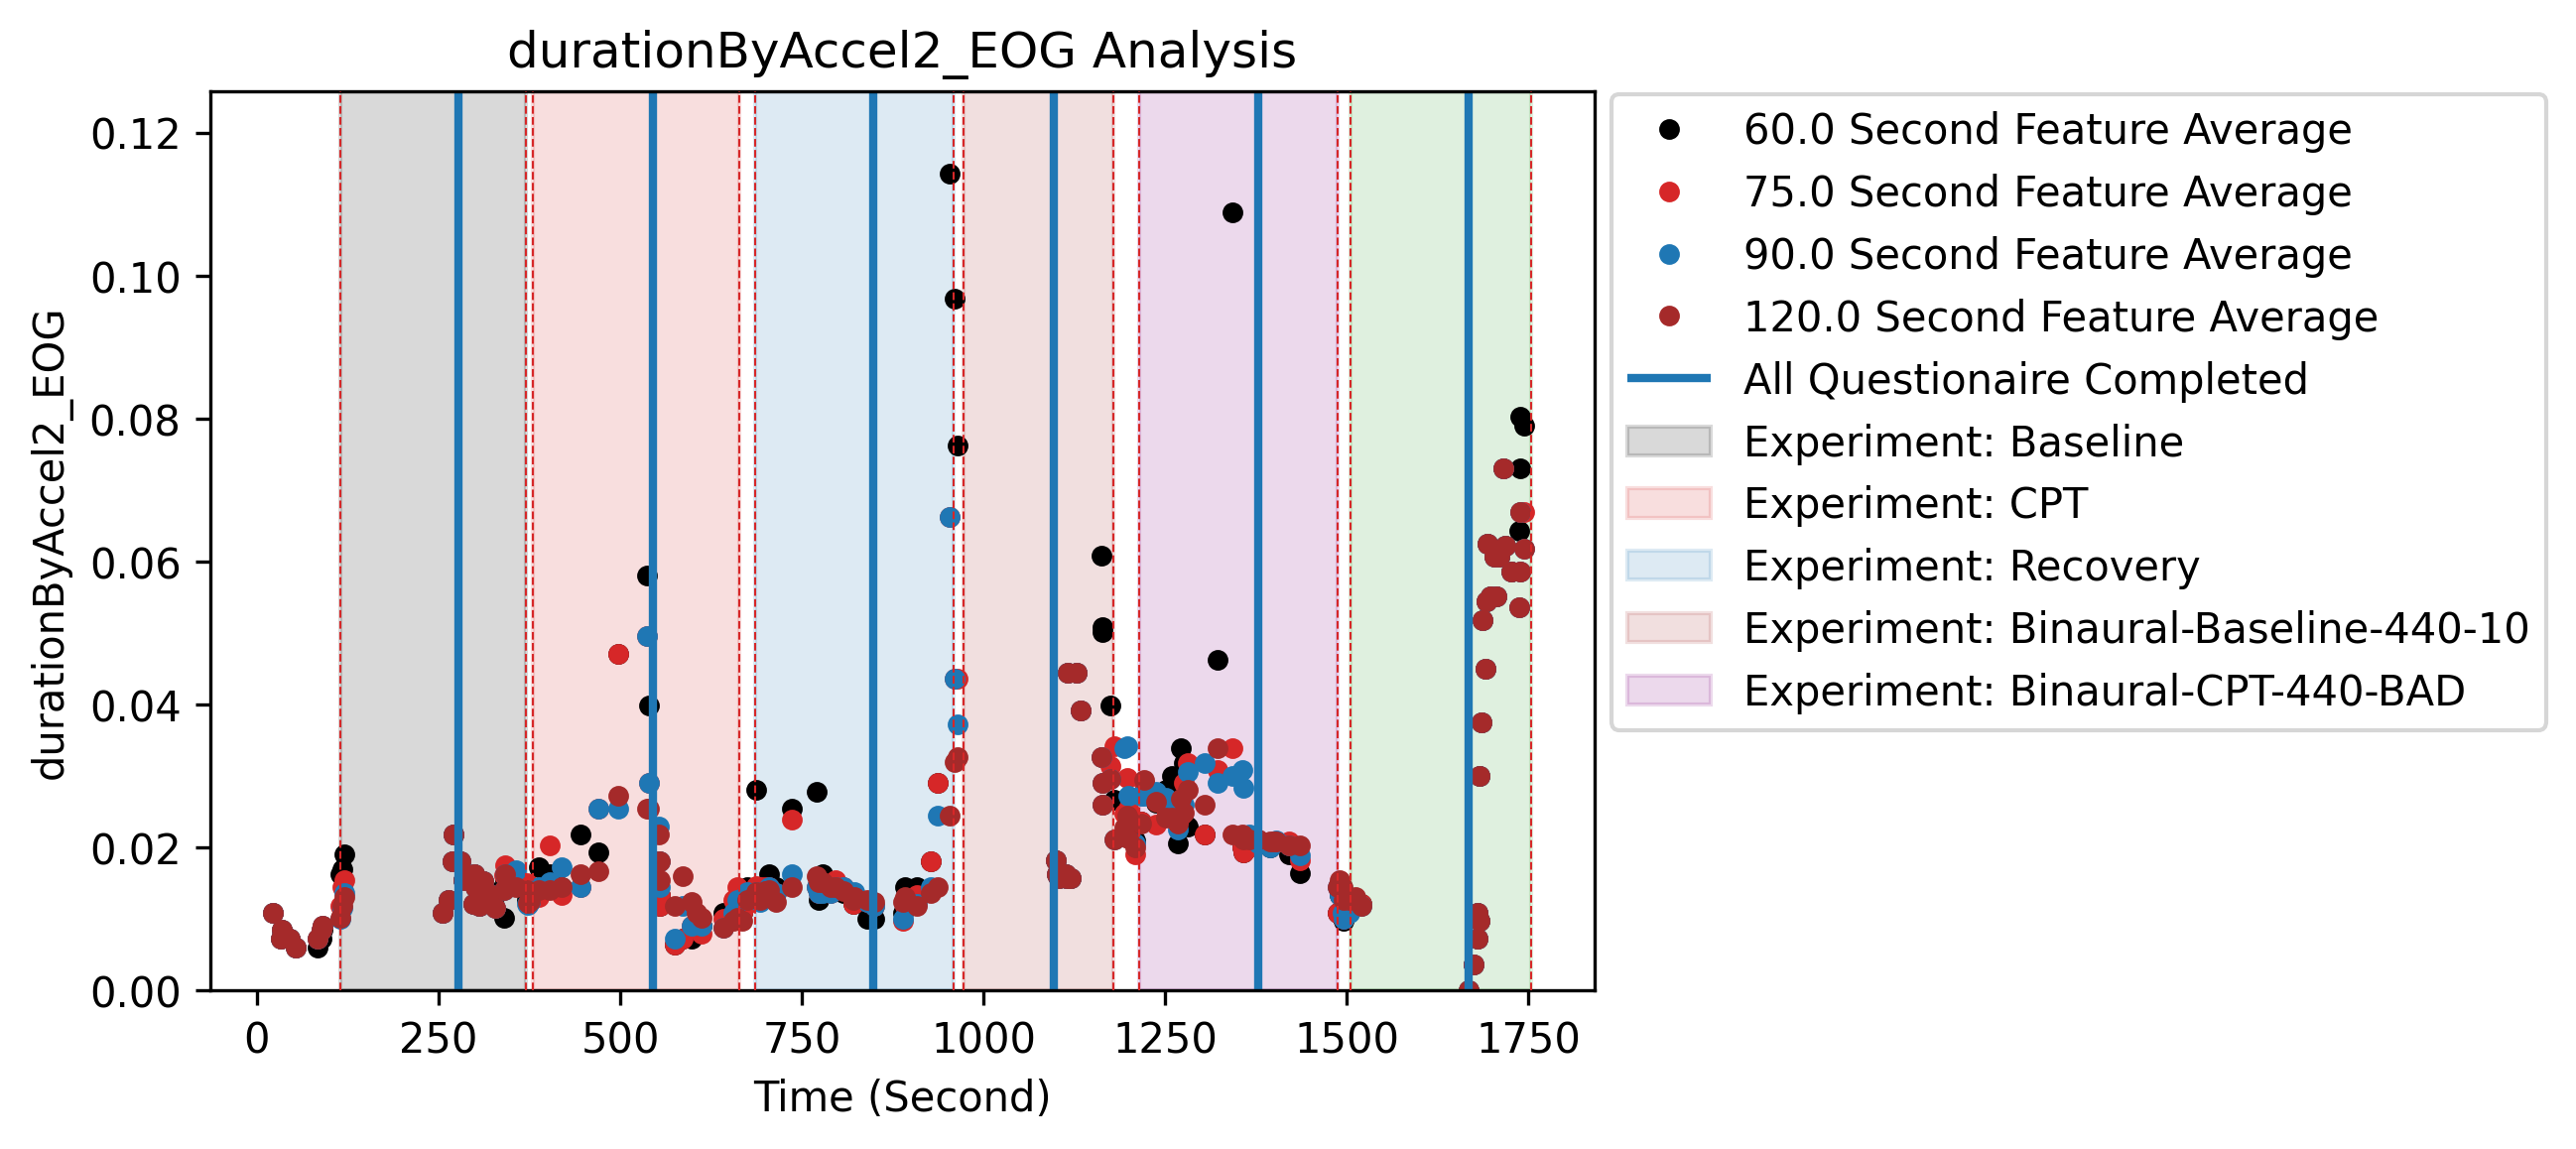 durationByAccel2_EOG Analysis
durationByAccel2_EOG
0.12
0.10
0.08
0.06
0.04
0.02
0.00
0 250 500 750 1000 1250 1500 1750
Time (Second)
60.0 Second Feature Average
75.0 Second Feature Average
90.0 Second Feature Average
120.0 Second Feature Average
All Questionaire Completed
Experiment: Baseline
Experiment: CPT
Experiment: Recovery
Experiment: Binaural-Baseline-440-10
Experiment: Binaural-CPT-440-BAD